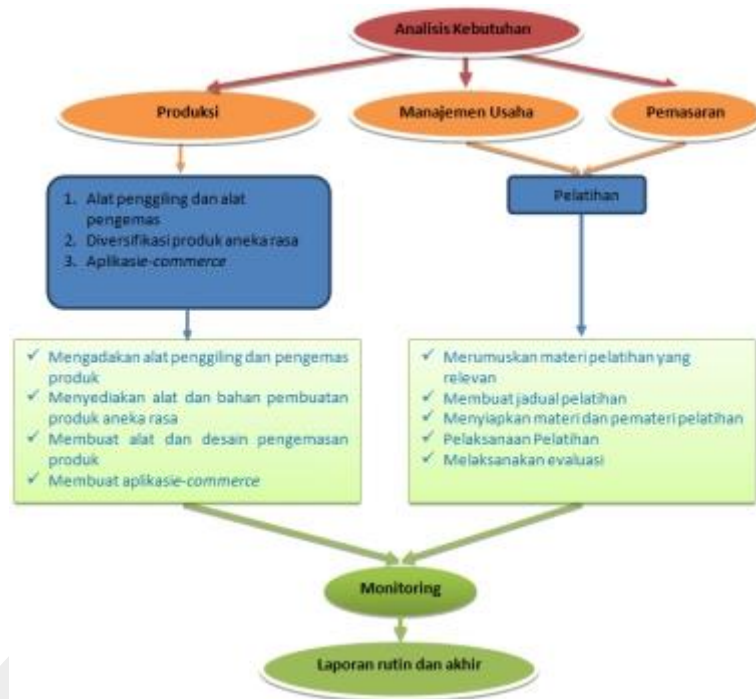 Analisis Kebutuhan
Produksi
Manajemen Usaha
Pemasaran
1. Alat penggiling dan alat
pengemas
2. Diversifikasi produk aneka rasa
3. Aplikasie-commerce
Pelatihan
✓ Mengadakan alat penggiling dan pengemas
produk
✓ Menyediakan alat dan bahan pembuatan
produk aneka rasa
✓ Membuat alat dan desain pengemasan
produk
✓ Membuat aplikasie-commerce
✓ Merumuskan materi pelatihan yang
relevan
✓ Membuat jadual pelatihan
✓ Menyiapkan materi dan pemateri pelatihan
✓ Pelaksanaan Pelatihan
✓ Melaksanakan evaluasi
Monitoring
Laporan rutin dan akhir